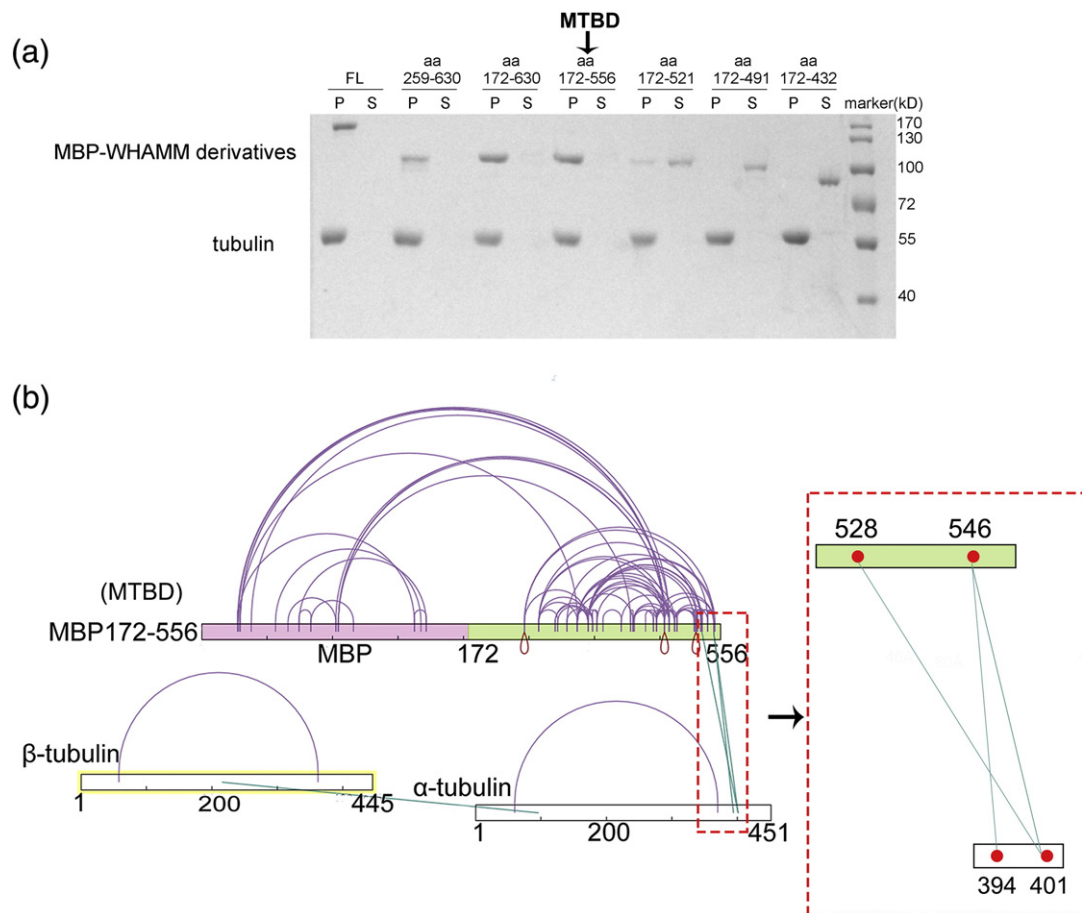 (a)
MTBD
FL
aa
259-630
aa
172-630
aa
172-556
aa
172-521
aa
172-491
aa
172-432
P S P S P S P S P S P S P S marker(kD)
MBP-WHAMM derivatives
tubulin
170
130
100
72
55
40
(b)
(MTBD)
MBP172-556
MBP
172
556
β-tubulin
1
200
445
α-tubulin
1
200
451
528
546
394
401